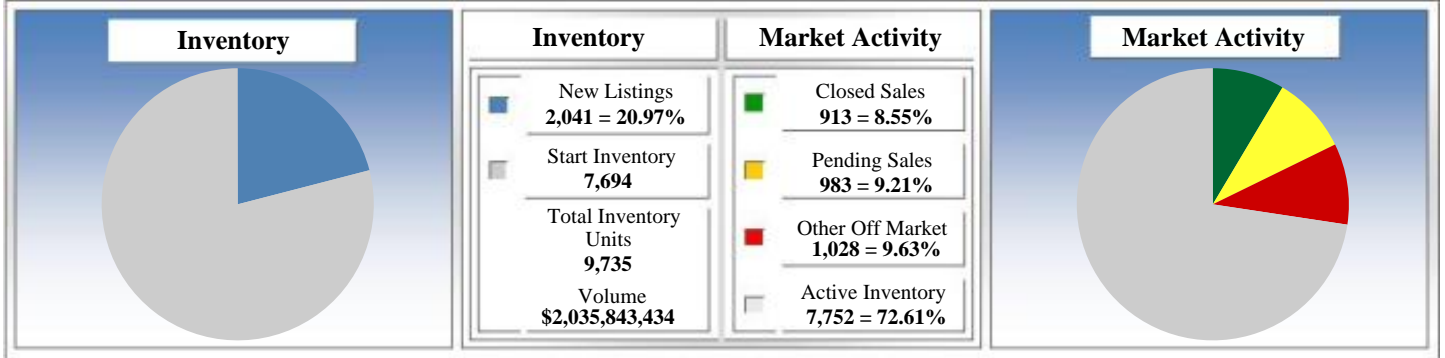 Inventory
Inventory
New Listings
2,041 = 20.97%
Start Inventory
7,694
Total Inventory
Units
9,735
Volume
$2,035,843,434
Market Activity
Closed Sales
913 = 8.55%
Pending Sales
983 = 9.21%
Other Off Market
1,028 = 9.63%
Active Inventory
7,752 = 72.61%
Market Activity